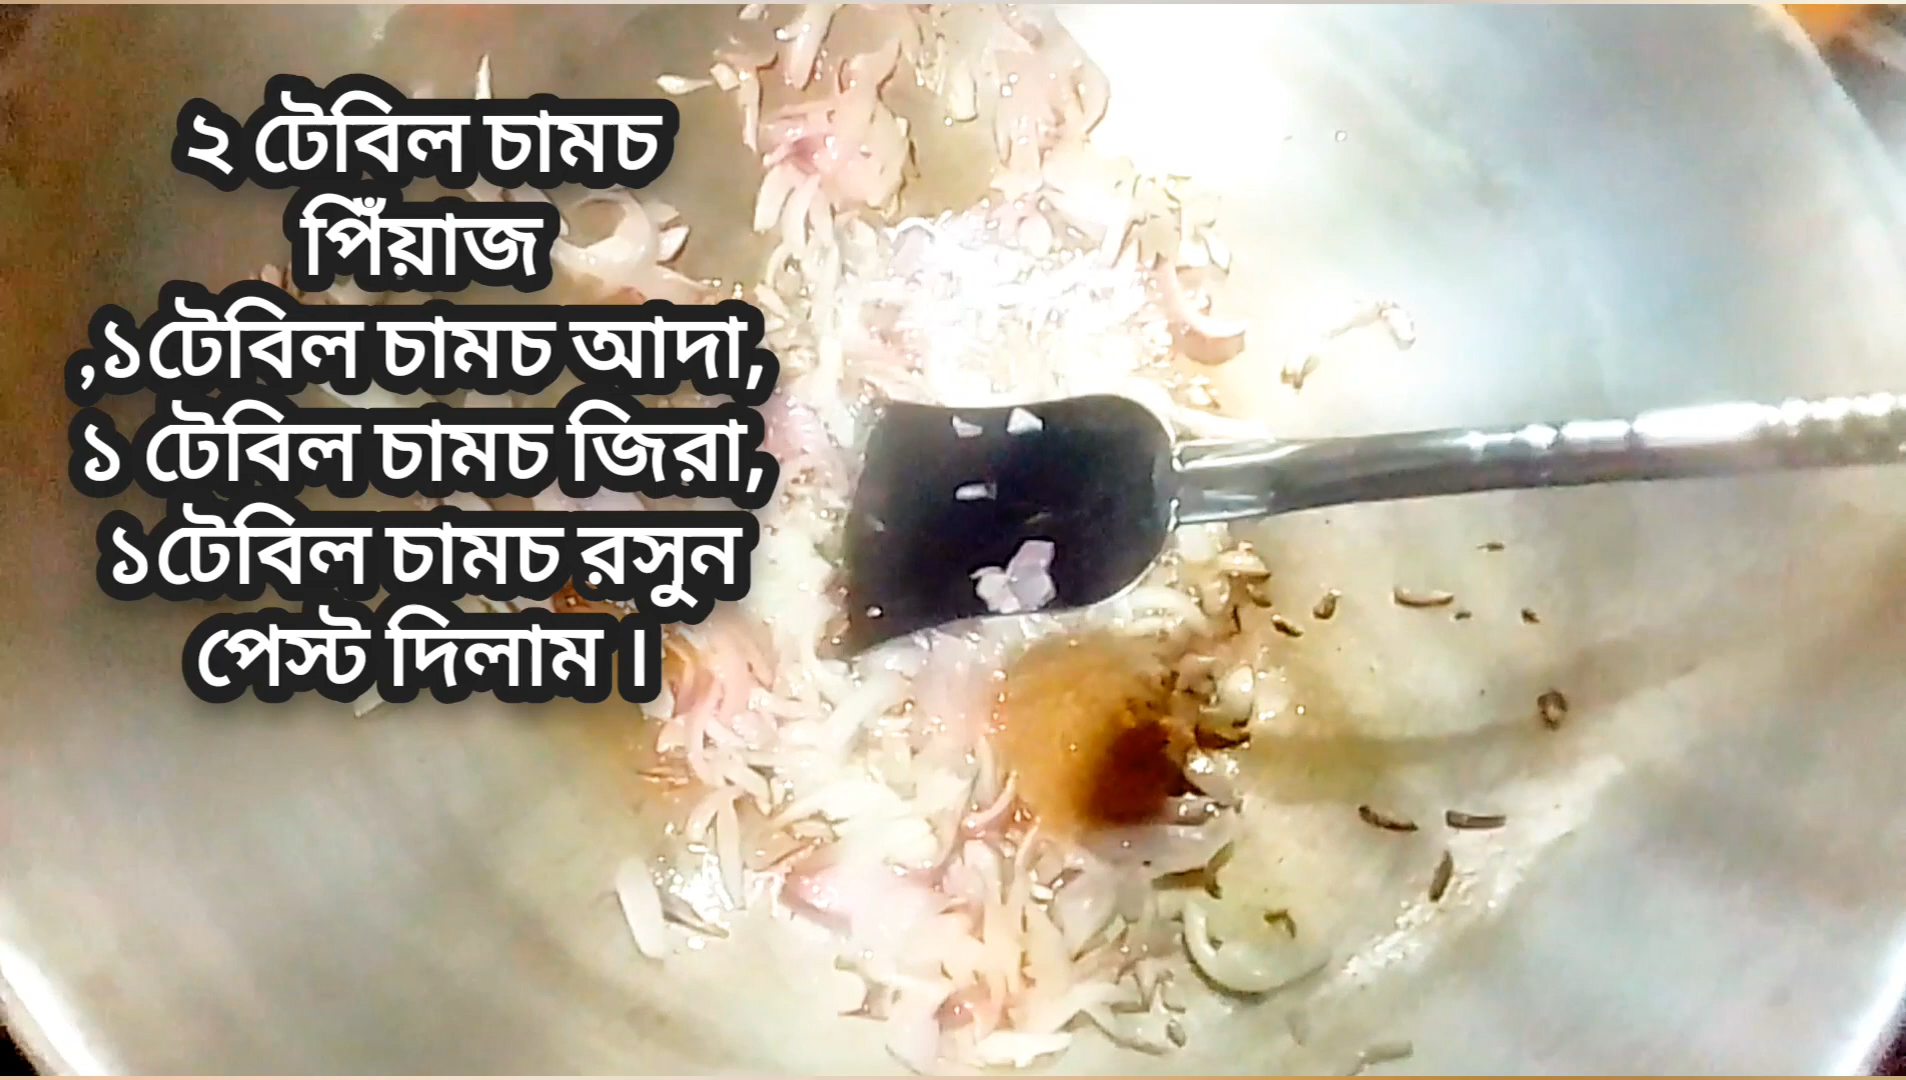 ২ টেবিল চামচ
পিঁয়াজ
,১টেবিল চামচ আদা,
১ টেবিল চামচ জিরা,
১টেবিল চামচ রসুন
পেস্ট দিলাম ।